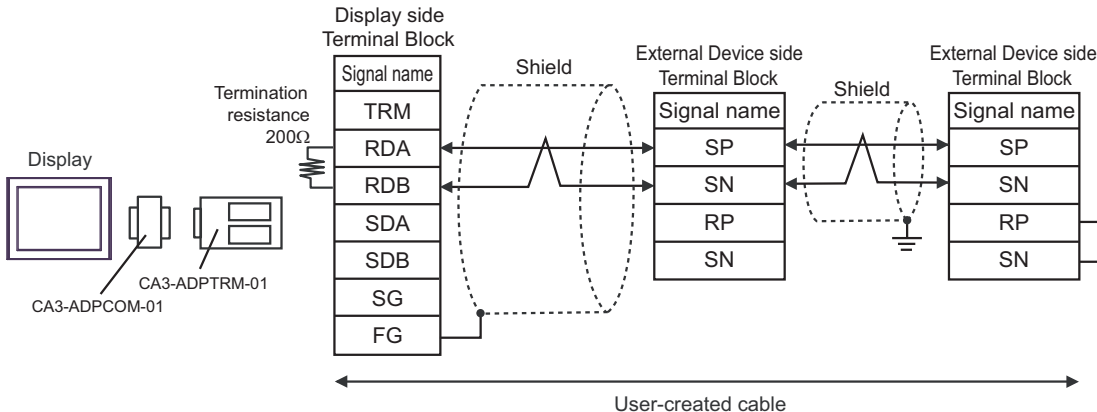 Display side
Terminal Block
External Device side
Terminal Block
External Device side
Terminal Block
Signal name
TRM
RDA
RDB
SDA
SDB
SG
FG
Shield
Termination
resistance
200Ω
Display
CA3-ADPTRM-01
CA3-ADPCOM-01
Signal name
SP
SN
RP
SN
Shield
Signal name
SP
SN
RP
SN
User-created cable